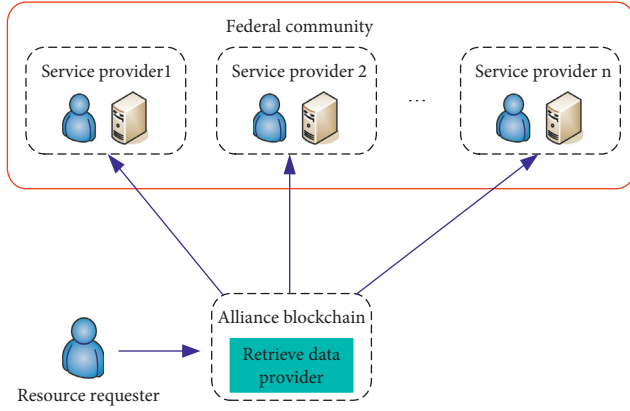 Federal community
Service provider1
Service provider 2
...
Service provider n
Alliance blockchain
Retrieve data
provider
Resource requester